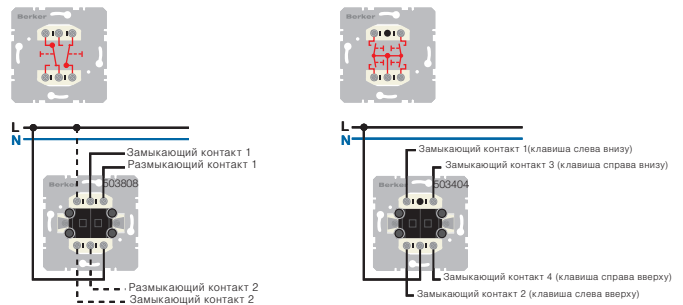 Berker
Berker
L
N
L
N
Замыкающий контакт 1
Размыкающий контакт 1
Berker
503808
Размыкающий контакт 2
Замыкающий контакт 2
Замыкающий контакт 1(клавиша слева внизу)
Замыкающий контакт 3 (клавиша справа внизу)
Berker
503404
Замыкающий контакт 4 (клавиша справа вверху)
Замыкающий контакт 2 (клавиша слева вверху)